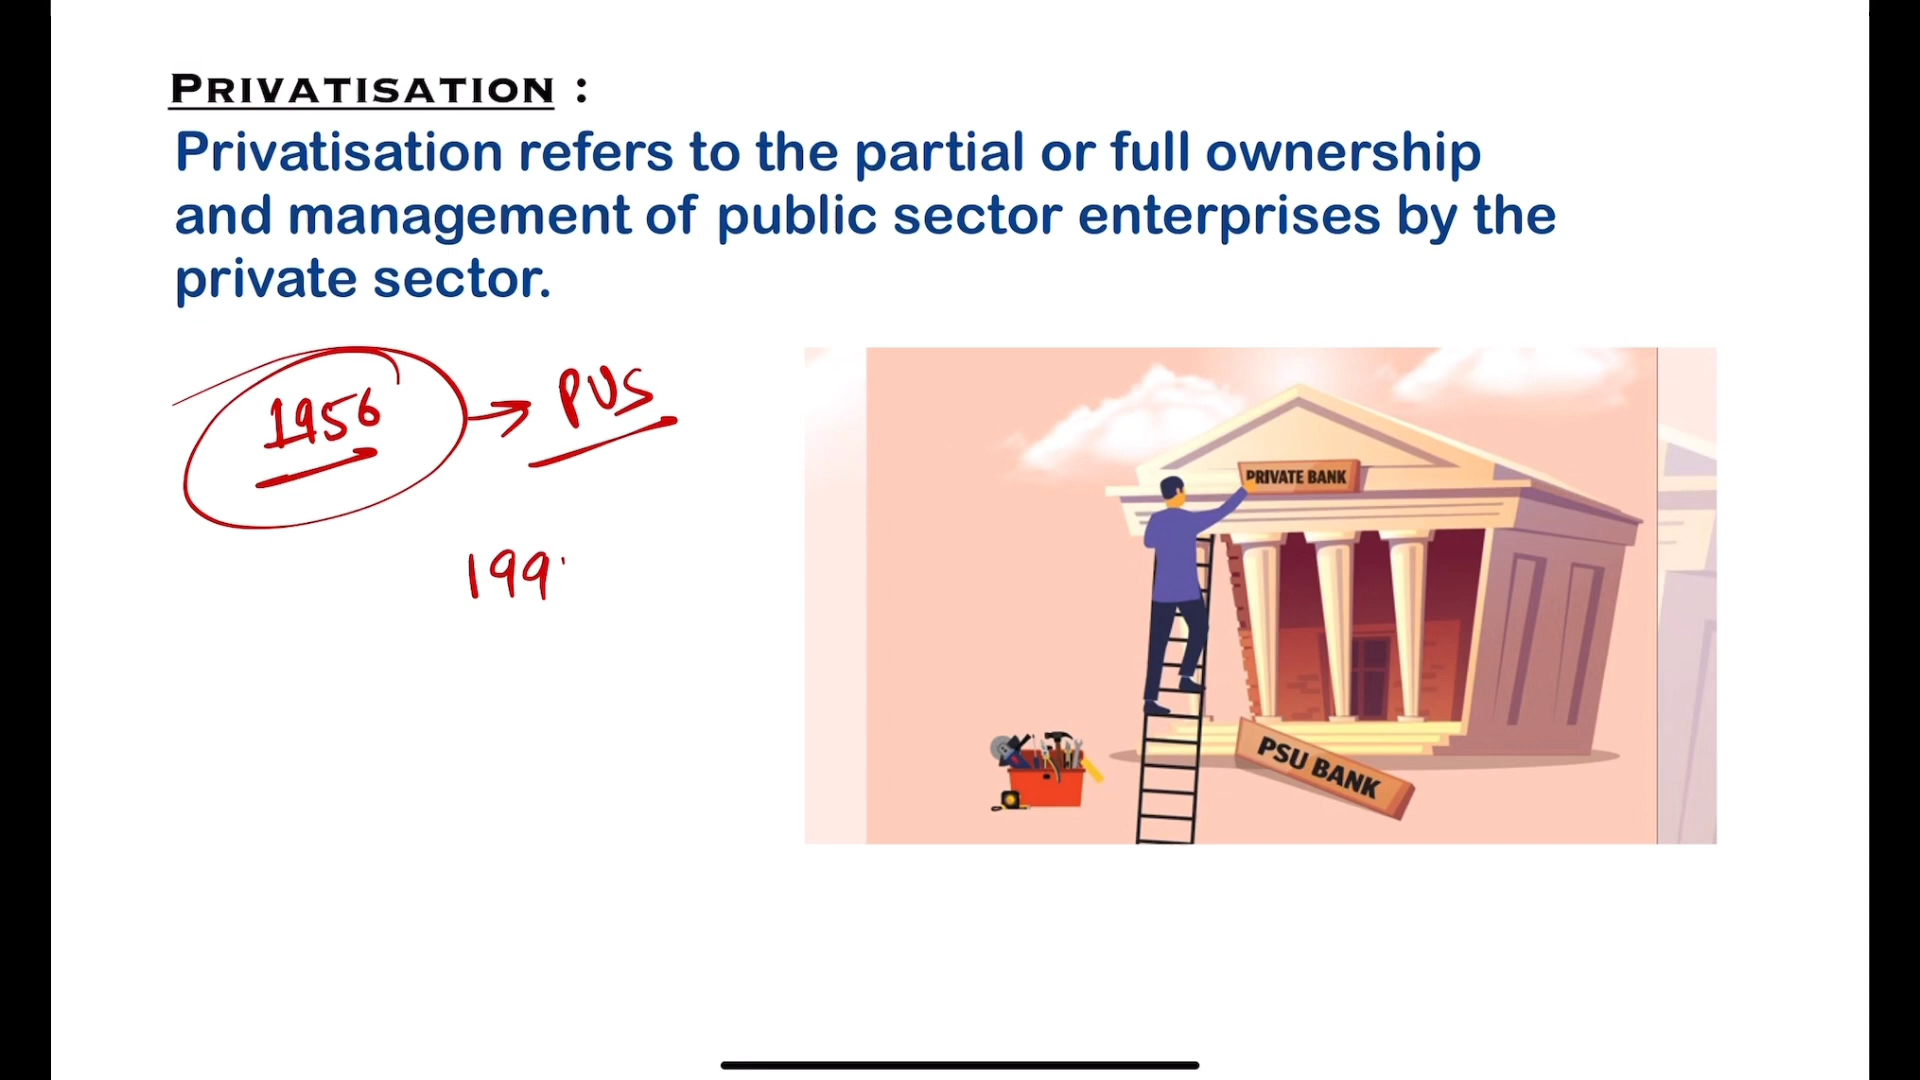 PRIVATISATION :
Privatisation refers to the partial or full ownership
and management of public sector enterprises by the
private sector.
1956 → PUS
199
PRIVATE BANK
PSU BANK